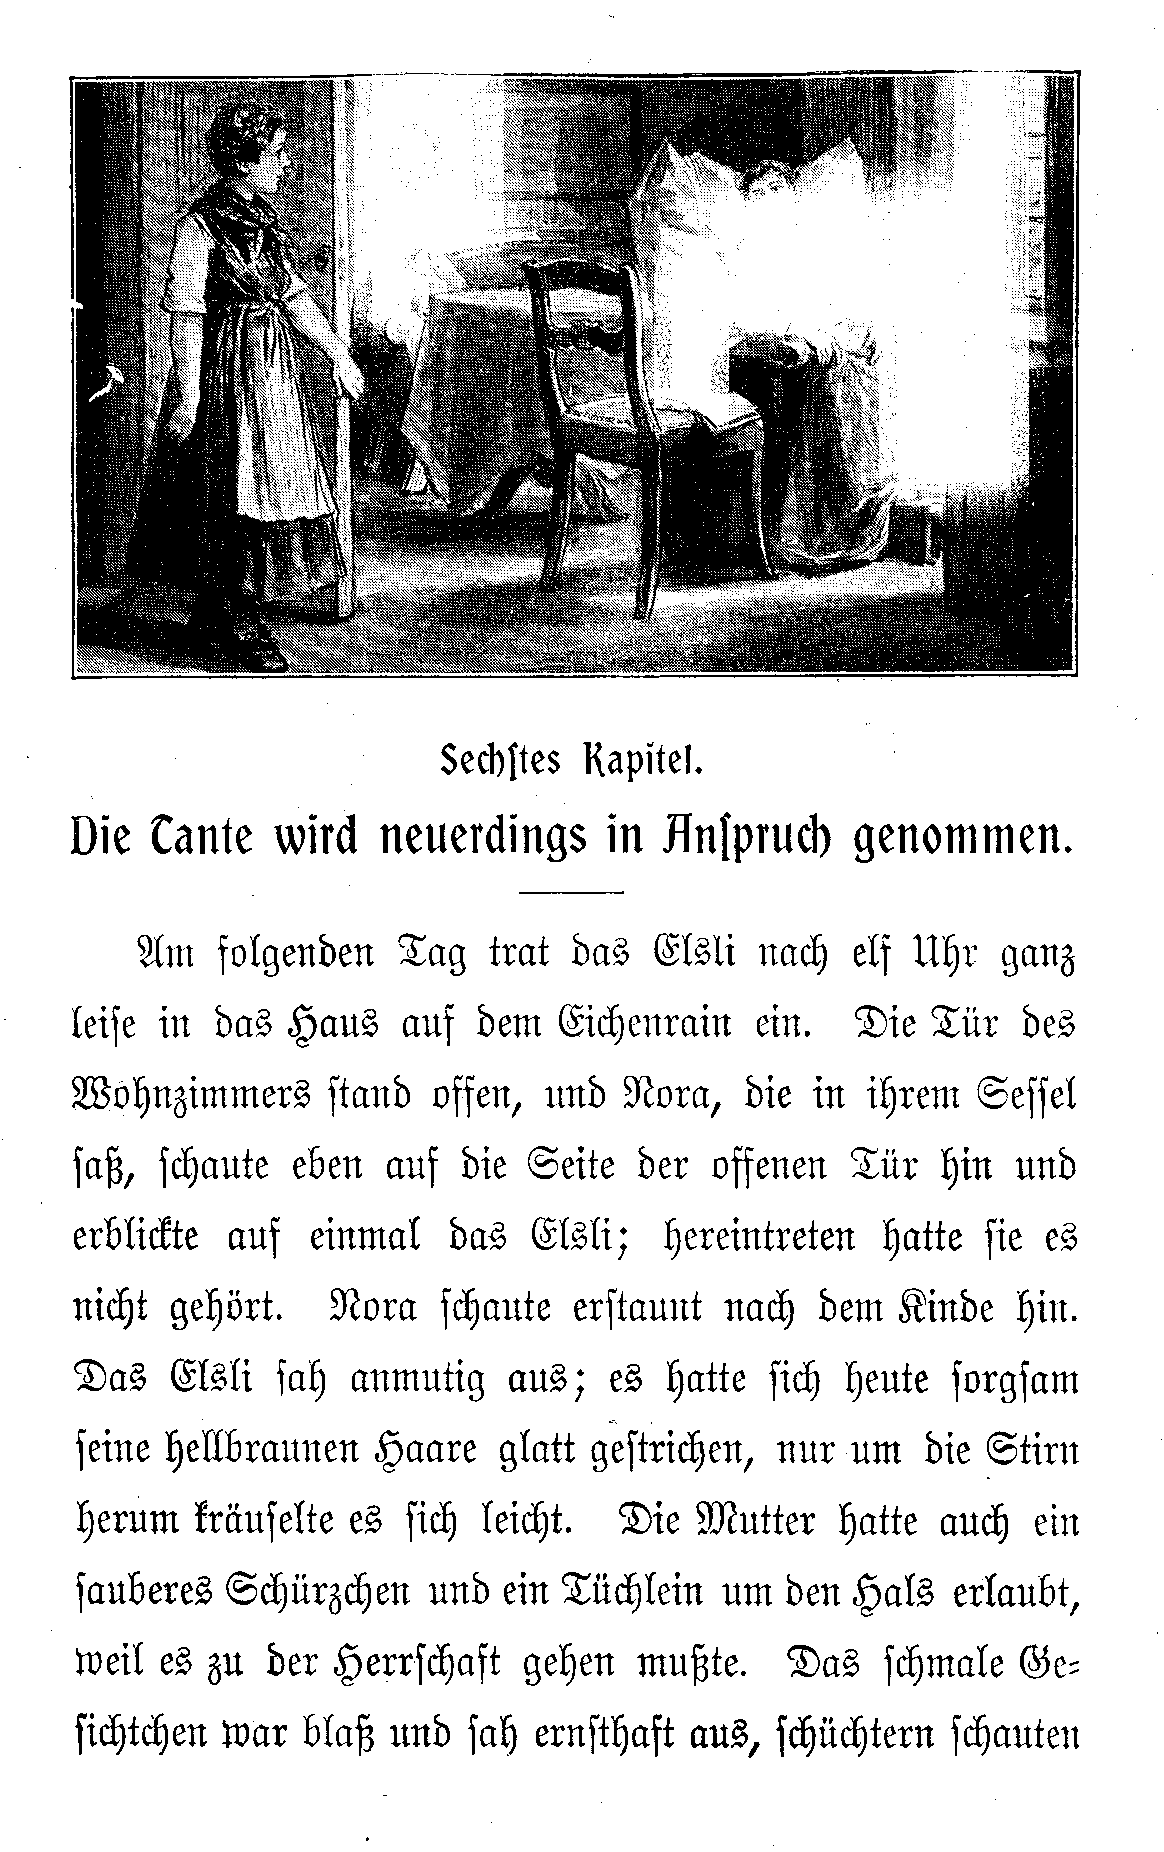 Sechſtes Kapitel.
Die Tante wird neuerdings in Anſpruch genommen.
Am folgenden Tag trat das Elsli nach elf Uhr ganz
leiſe in das Haus auf dem Eichenrain ein. Die Tür des
Wohnzimmers ſtand offen, und Nora, die in ihrem Seſſel
ſaß, ſchaute eben auf die Seite der offenen Tür hin und
erblickte auf einmal das Elsli; hereintreten hatte ſie es
nicht gehört. Nora ſchaute erſtaunt nach dem Kinde hin.
Das Elsli ſah anmutig aus; es hatte ſich heute ſorgſam
ſeine hellbraunen Haare glatt geſtrichen, nur um die Stirn
herum kräuſelte es ſich leicht. Die Mutter hatte auch ein
ſauberes Schürzchen und ein Tüchlein um den Hals erlaubt,
weil es zu der Herrſchaft gehen mußte. Das ſchmale Ge⸗
ſichtchen war blaß und ſah ernſthaft aus, ſchüchtern ſchauten